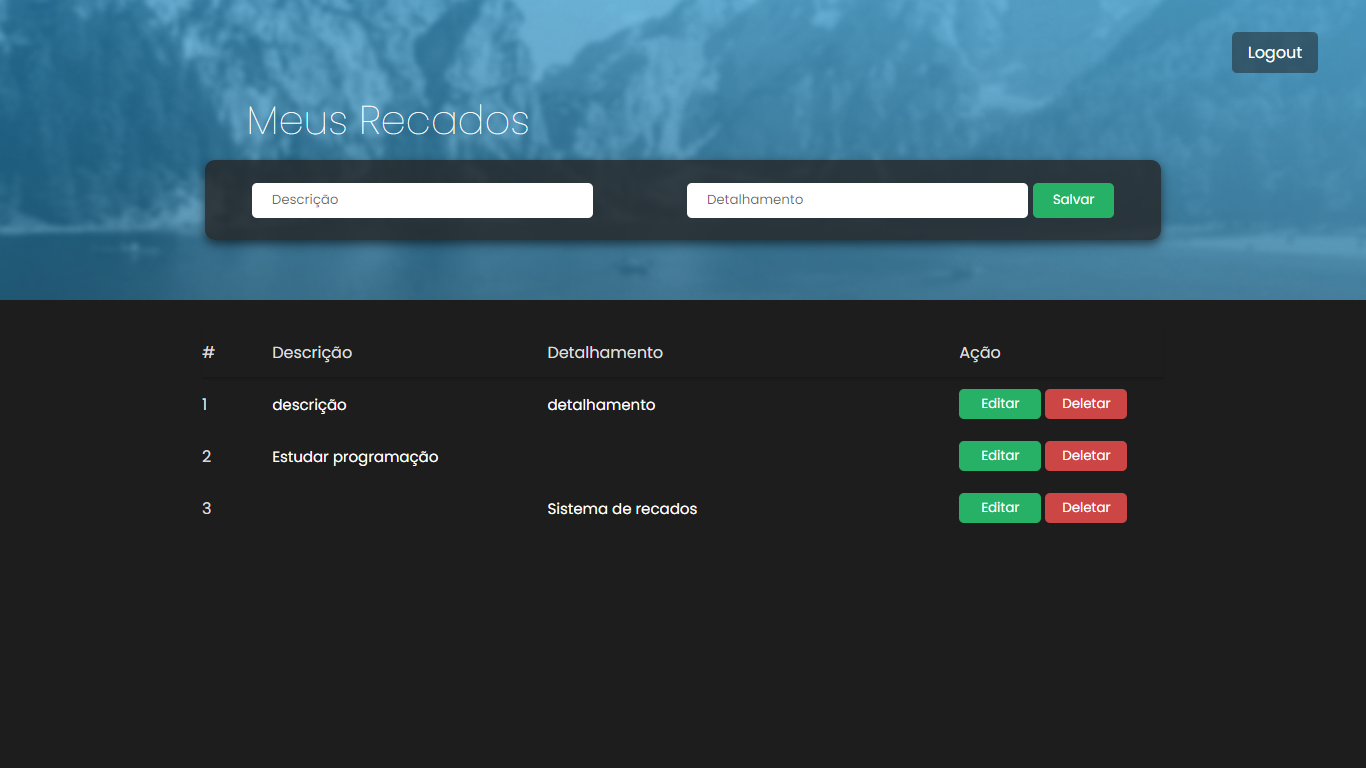 Logout
Meus Recados
Descrição Detalhamento Salvar
# Descrição Detalhamento Ação
1 descrição detalhamento Editar Deletar
2 Estudar programação Editar Deletar
3 Sistema de recados Editar Deletar